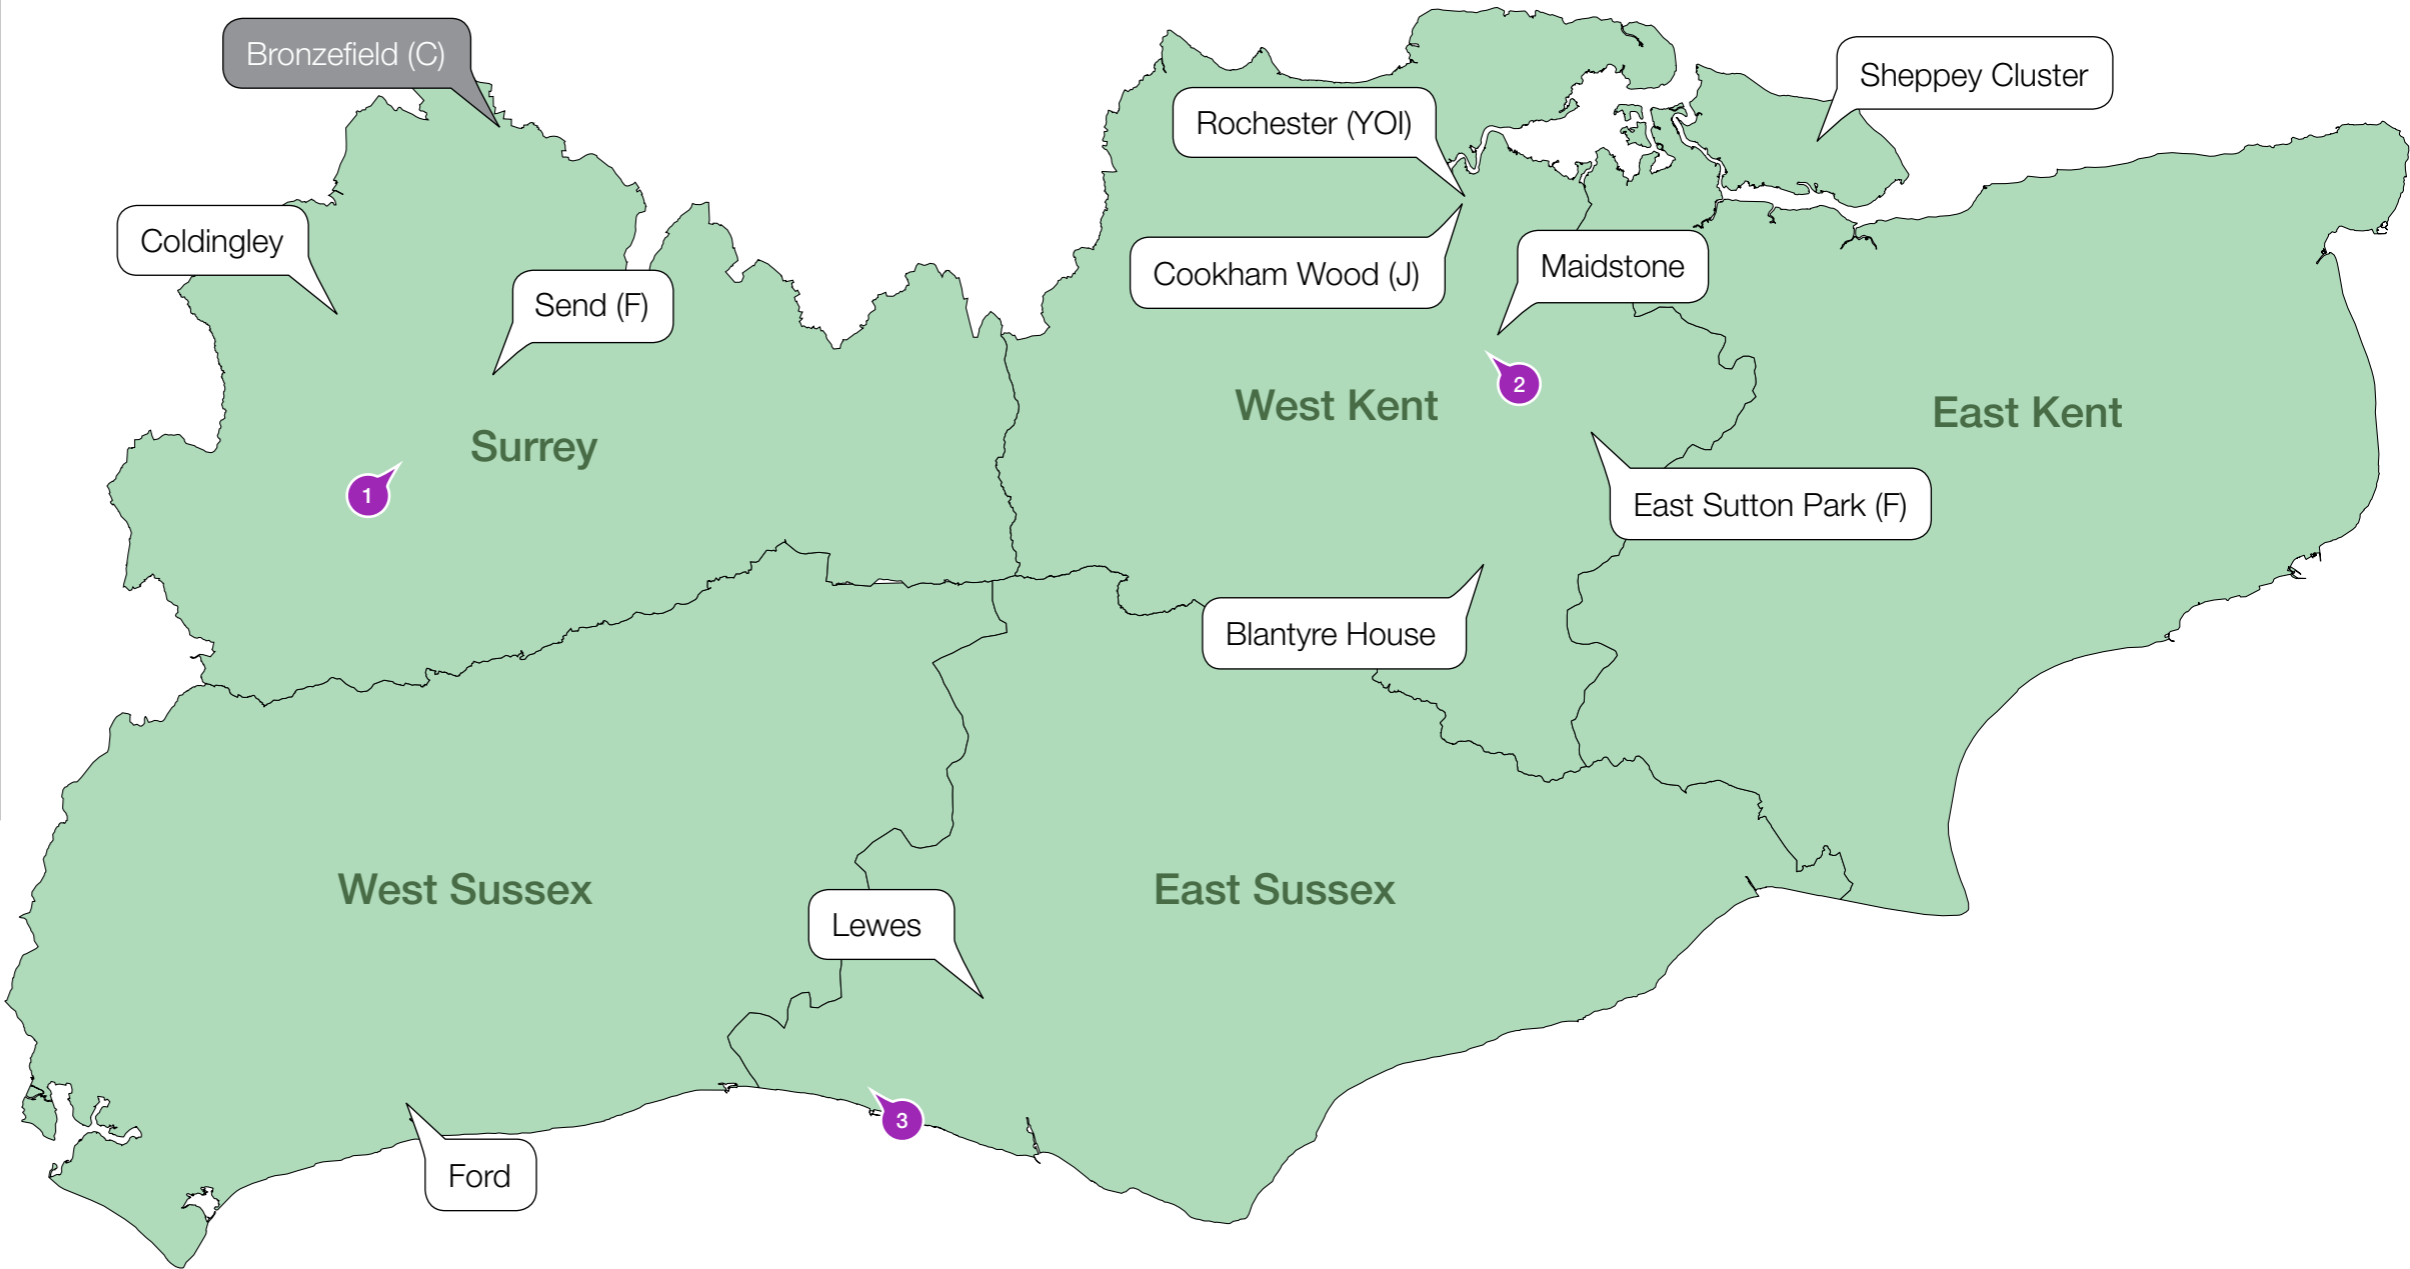 Bronzefield (C)
Sheppey Cluster
Rochester (YOI)
Coldingley
Cookham Wood (J)
Maidstone
Send (F)
2
West Kent
East Kent
Surrey
1
East Sutton Park (F)
Blantyre House
West Sussex
East Sussex
Lewes
3
Ford